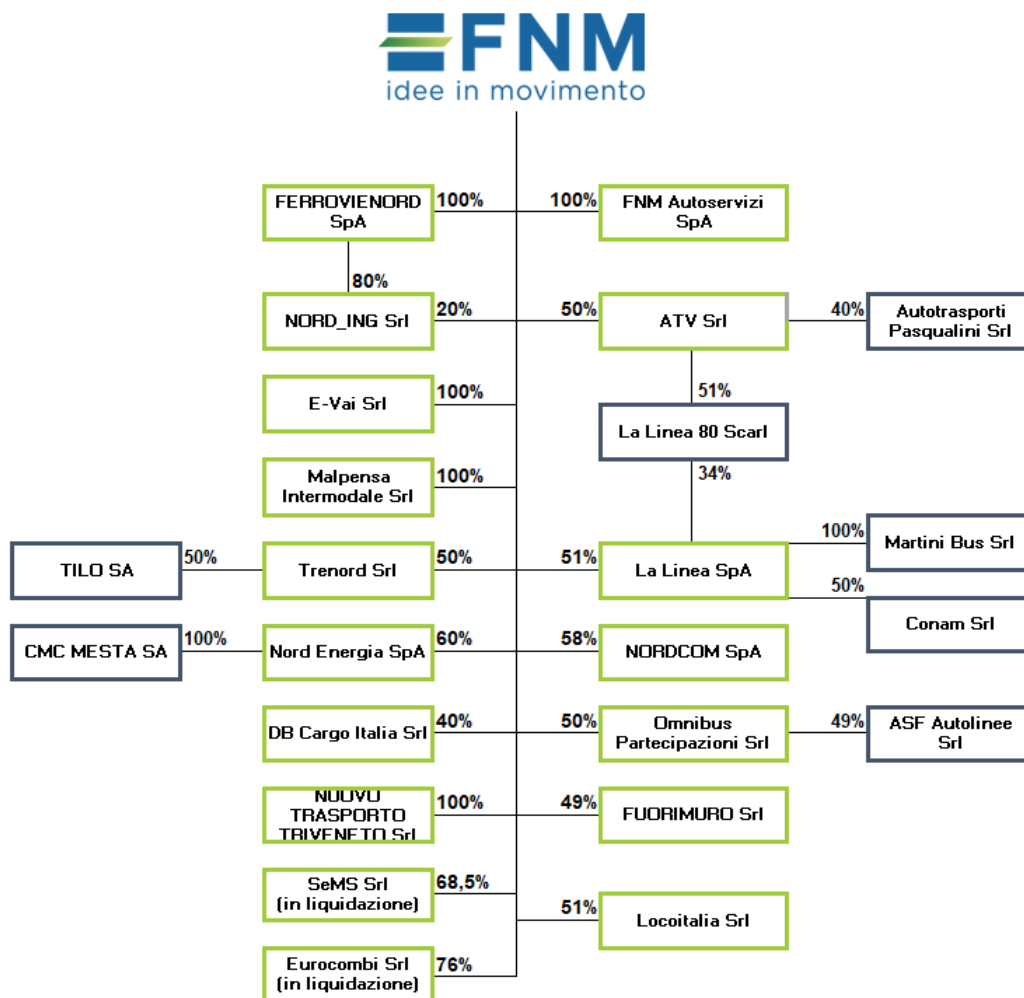 FNM
idee in movimento
FERROVIENORD
SpA
100%
100%
FNM Autoservizi
SpA
80%
NORD_ING Srl
20%
50%
ATV Srl
40%
Autotrasporti
Pasqualini Srl
E-Vai Srl
100%
51%
La Linea 80 Scarl
34%
Malpensa
Intermodale Srl
100%
TILO SA
50%
Trenord Srl
50%
51%
La Linea SpA
100%
Martini Bus Srl
50%
Conam Srl
CMC MESTA SA
100%
Nord Energia SpA
60%
58%
NORDCOM SpA
DB Cargo Italia Srl
40%
50%
Omnibus
Partecipazioni Srl
49%
ASF Autolinee
Srl
NUOVO
TRASPORTO
TRIVENETO Srl
100%
49%
FUORIMURO Srl
SeMS Srl
(in liquidazione)
68,5%
51%
Locoitalia Srl
Eurocombi Srl
(in liquidazione)
76%